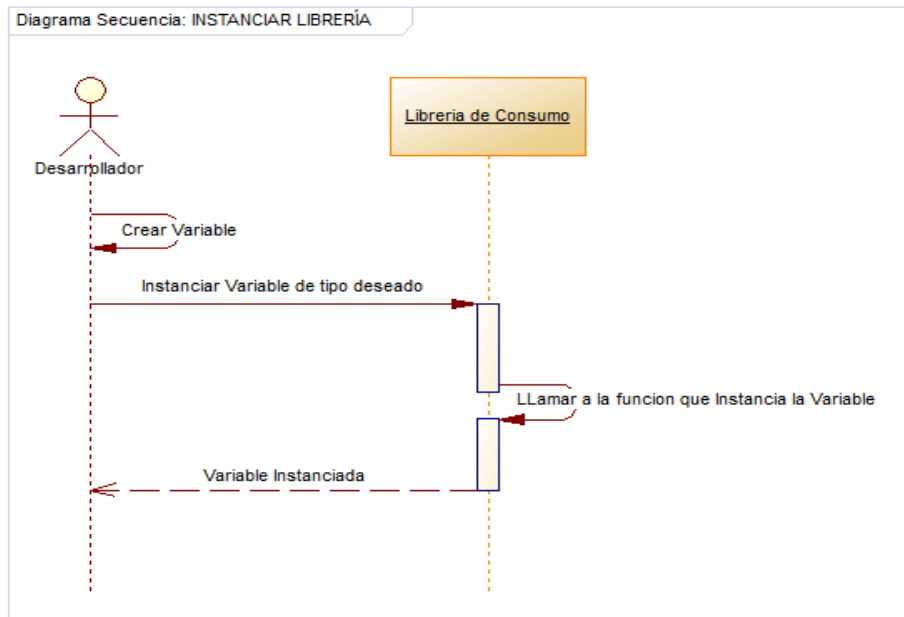 Diagrama Secuencia: INSTANCIAR LIBRERÍA
Libreria de Consumo
Desarrollador
Crear Variable
Instanciar Variable de tipo deseado
LLamar a la funcion que Instancia la Variable
Variable Instanciada